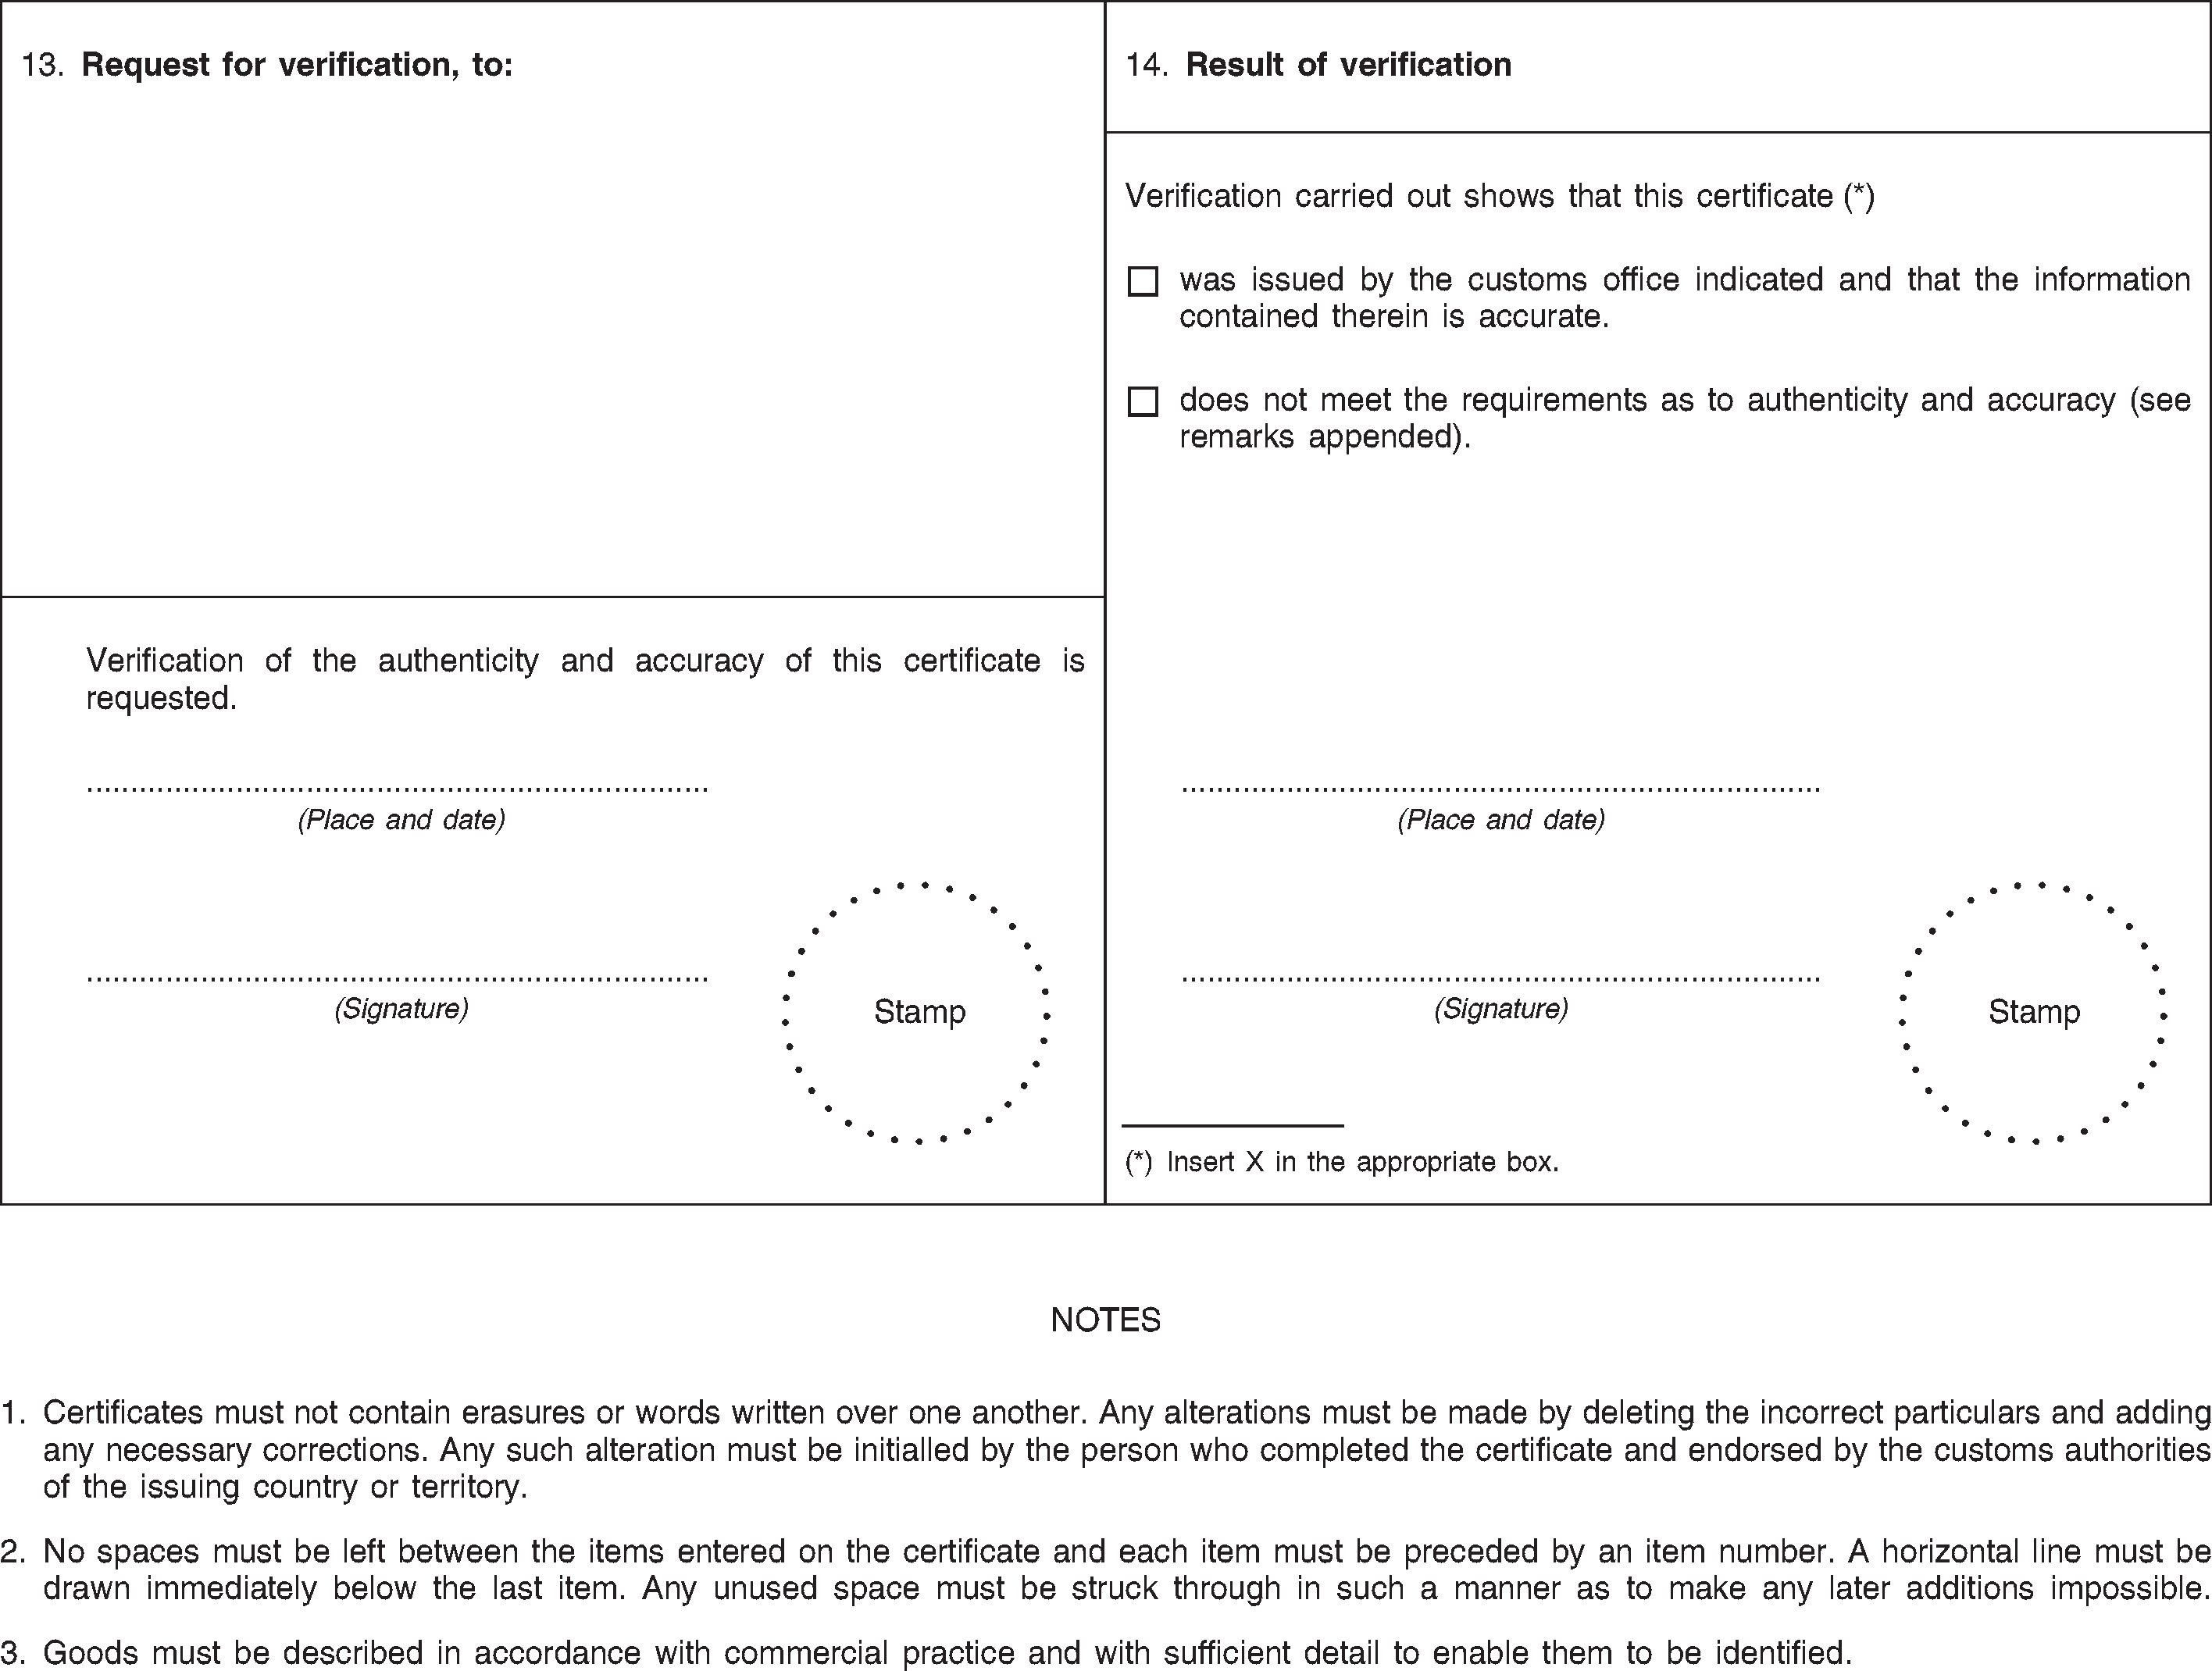 13. Request for verification, to:
Verification of the authenticity and accuracy of this certificate is
requested.
(Place and date)
(Signature)
Stamp
14. Result of verification
Verification carried out shows that this certificate (*)
was issued by the customs office indicated and that the information
contained therein is accurate.
does not meet the requirements as to authenticity and accuracy (see
remarks appended).
(Place and date)
(Signature)
Stamp
(*) Insert X in the appropriate box.
NOTES
1. Certificates must not contain erasures or words written over one another. Any alterations must be made by deleting the incorrect particulars and adding
any necessary corrections. Any such alteration must be initialled by the person who completed the certificate and endorsed by the customs authorities
of the issuing country or territory.
2. No spaces must be left between the items entered on the certificate and each item must be preceded by an item number. A horizontal line must be
drawn immediately below the last item. Any unused space must be struck through in such a manner as to make any later additions impossible.
3. Goods must be described in accordance with commercial practice and with sufficient detail to enable them to be identified.